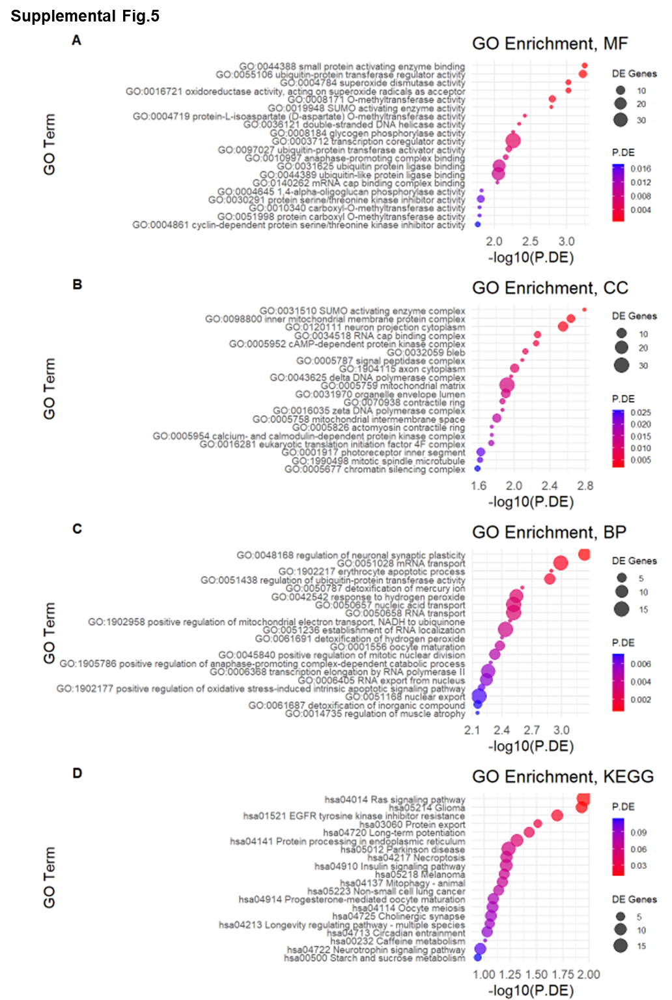 Supplemental Fig.5
A
GO Enrichment, MF
GO Term
GO:0044388 small protein activating enzyme binding
GO:0055106 ubiquitin-protein transferase regulator activity
GO:0004784 superoxide dismutase activity
GO:0016721 oxidoreductase activity, acting on superoxide radicals as acceptor
GO:0008171 O-methyltransferase activity
GO:0019948 SUMO activating enzyme activity
GO:0004719 protein-L-isoaspartate (D-aspartate) O-methyltransferase activity
GO:0036121 double-stranded DNA helicase activity
GO:0008184 glycogen phosphorylase activity
GO:0003712 transcription coregulator activity
GO:0097027 ubiquitin-protein transferase activator activity
GO:0010997 anaphase-promoting complex binding
GO:0031625 ubiquitin protein ligase binding
GO:0044389 ubiquitin-like protein ligase binding
GO:0140262 mRNA cap binding complex binding
GO:0004645 1,4-alpha-oligoglucan phosphorylase activity
GO:0030291 protein serine/threonine kinase inhibitor activity
GO:0010340 carboxyl-O-methyltransferase activity
GO:0051998 protein carboxyl O-methyltransferase activity
GO:0004861 cyclin-dependent protein serine/threonine kinase inhibitor activity
2.0 2.5 3.0
-log10(P.DE)
DE Genes
10
20
30
P.DE
0.016
0.012
0.008
0.004
B
GO Enrichment, CC
GO Term
GO:0031510 SUMO activating enzyme complex
GO:0098800 inner mitochondrial membrane protein complex
GO:0120111 neuron projection cytoplasm
GO:0034518 RNA cap binding complex
GO:0005952 cAMP-dependent protein kinase complex
GO:0032059 bleb
GO:0005787 signal peptidase complex
GO:1904115 axon cytoplasm
GO:0043625 delta DNA polymerase complex
GO:0005759 mitochondrial matrix
GO:0031970 organelle envelope lumen
GO:0070938 contractile ring
GO:0016035 zeta DNA polymerase complex
GO:0005758 mitochondrial intermembrane space
GO:0005826 actomyosin contractile ring
GO:0005954 calcium- and calmodulin-dependent protein kinase complex
GO:0016281 eukaryotic translation initiation factor 4F complex
GO:0001917 photoreceptor inner segment
GO:1990498 mitotic spindle microtubule
GO:0005677 chromatin silencing complex
1.6 2.0 2.4 2.8
-log10(P.DE)
DE Genes
10
20
30
P.DE
0.025
0.020
0.015
0.010
0.005
C
GO Enrichment, BP
GO Term
GO:0048168 regulation of neuronal synaptic plasticity
GO:0051028 mRNA transport
GO:1902217 erythrocyte apoptotic process
GO:0051438 regulation of ubiquitin-protein transferase activity
GO:0050787 detoxification of mercury ion
GO:0042542 response to hydrogen peroxide
GO:0050657 nucleic acid transport
GO:0050658 RNA transport
GO:1902958 positive regulation of mitochondrial electron transport, NADH to ubiquinone
GO:0051236 establishment of RNA localization
GO:0061691 detoxification of hydrogen peroxide
GO:0001556 oocyte maturation
GO:0045840 positive regulation of mitotic nuclear division
GO:1905786 positive regulation of anaphase-promoting complex-dependent catabolic process
GO:0006368 transcription elongation by RNA polymerase II
GO:0006405 RNA export from nucleus
GO:1902177 positive regulation of oxidative stress-induced intrinsic apoptotic signaling pathway
GO:0051168 nuclear export
GO:0061687 detoxification of inorganic compound
GO:0014735 regulation of muscle atrophy
2.1 2.4 2.7 3.0
-log10(P.DE)
DE Genes
5
10
15
P.DE
0.006
0.004
0.002
D
GO Enrichment, KEGG
GO Term
hsa04014 Ras signaling pathway
hsa05214 Glioma
hsa01521 EGFR tyrosine kinase inhibitor resistance
hsa03060 Protein export
hsa04720 Long-term potentiation
hsa04141 Protein processing in endoplasmic reticulum
hsa05012 Parkinson disease
hsa04217 Necroptosis
hsa04910 Insulin signaling pathway
hsa05218 Melanoma
hsa04137 Mitophagy - animal
hsa05223 Non-small cell lung cancer
hsa04914 Progesterone-mediated oocyte maturation
hsa04114 Oocyte meiosis
hsa04725 Cholinergic synapse
hsa04213 Longevity regulating pathway - multiple species
hsa04713 Circadian entrainment
hsa00232 Caffeine metabolism
hsa04722 Neurotrophin signaling pathway
hsa00500 Starch and sucrose metabolism
1.00 1.25 1.50 1.75 2.00
-log10(P.DE)
P.DE
0.09
0.06
0.03
DE Genes
5
10
15